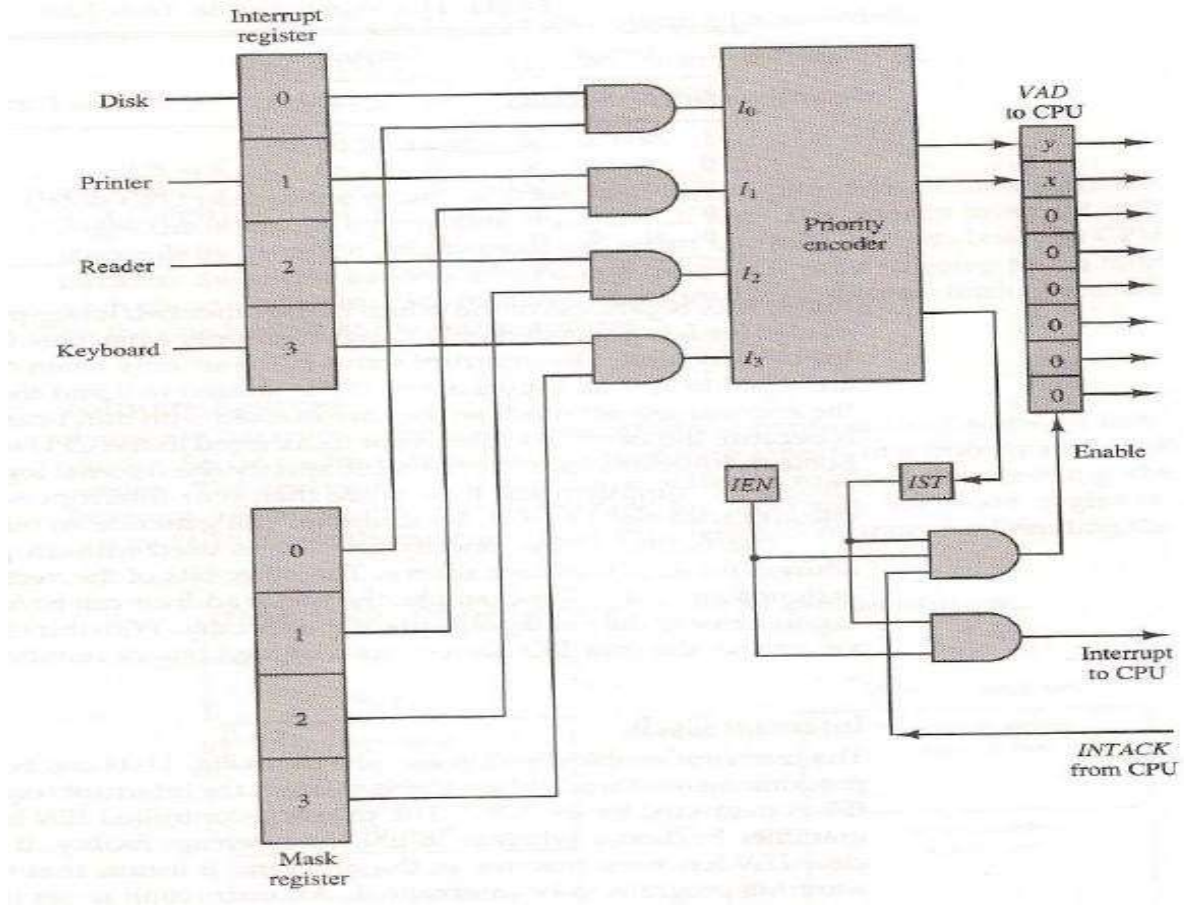 Interrupt
register
Disk
0
Printer
1
Reader
2
Keyboard
3
I0
I1
I2
I3
Priority
encoder
VAD
to CPU
y
x
0
0
0
0
0
0
Enable
IEN
IST
0
1
2
3
Mask
register
Interrupt
to CPU
INTACK
from CPU